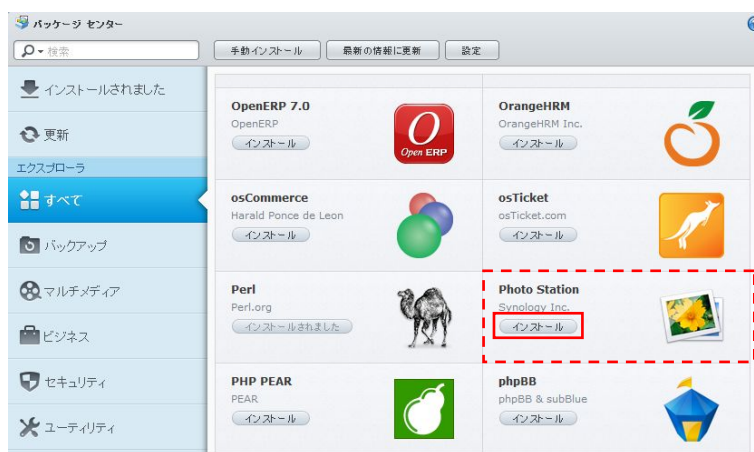 パッケージ センター
検索
手動インストール
最新の情報に更新
設定
インストールされました
更新
エクスプローラ
すべて
バックアップ
マルチメディア
ビジネス
セキュリティ
ユーティリティ
OpenERP 7.0
OpenERP
インストール
Open ERP
OrangeHRM
OrangeHRM Inc.
インストール
osCommerce
Harald Ponce de Leon
インストール
osTicket
osTicket.com
インストール
Perl
Perl.org
インストールされました
Photo Station
Synology Inc.
インストール
PHP PEAR
PEAR
インストール
phpBB
phpBB & subBlue
インストール